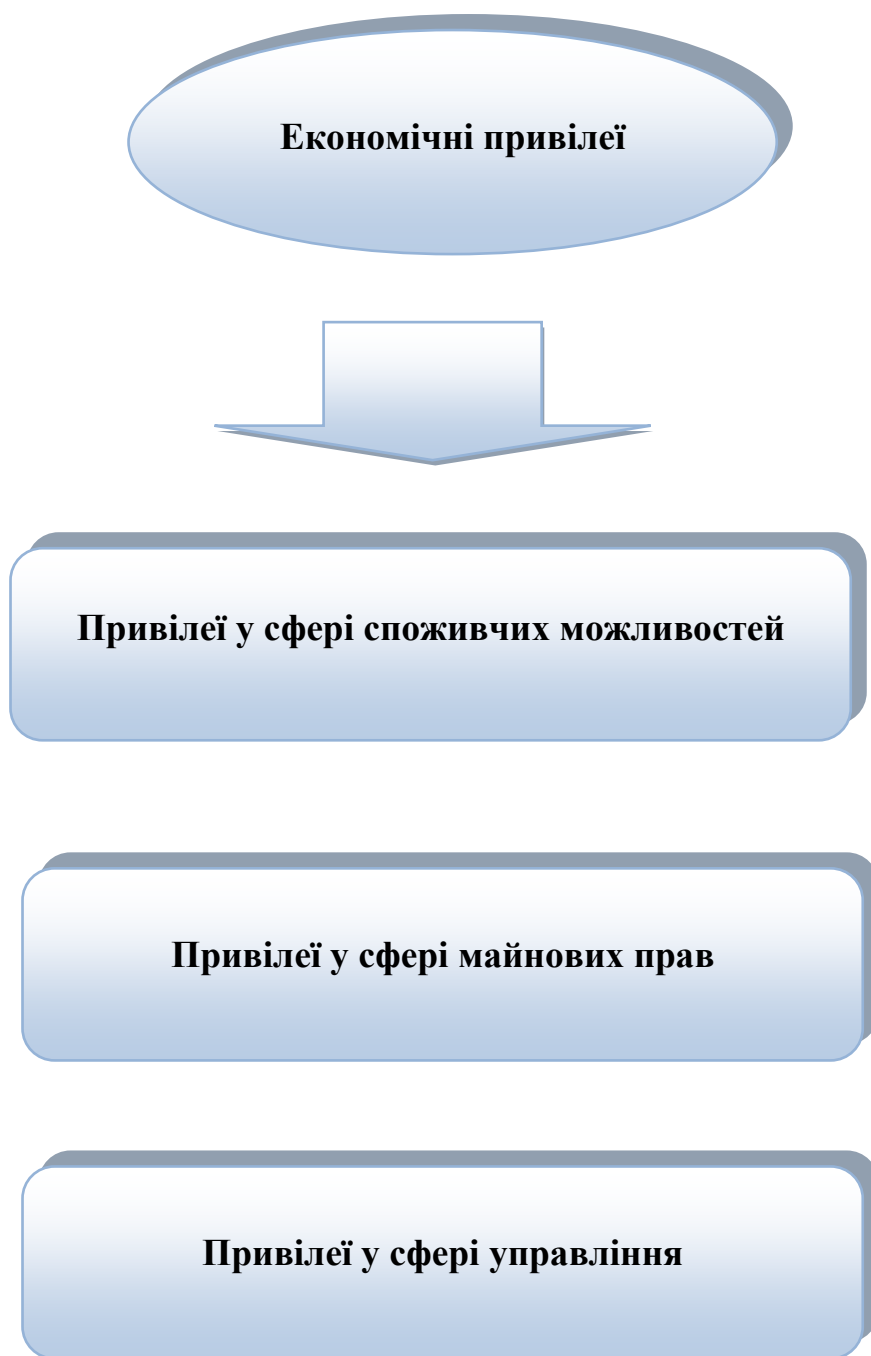 Економічні привілеї
Привілеї у сфері споживчих можливостей
Привілеї у сфері майнових прав
Привілеї у сфері управління